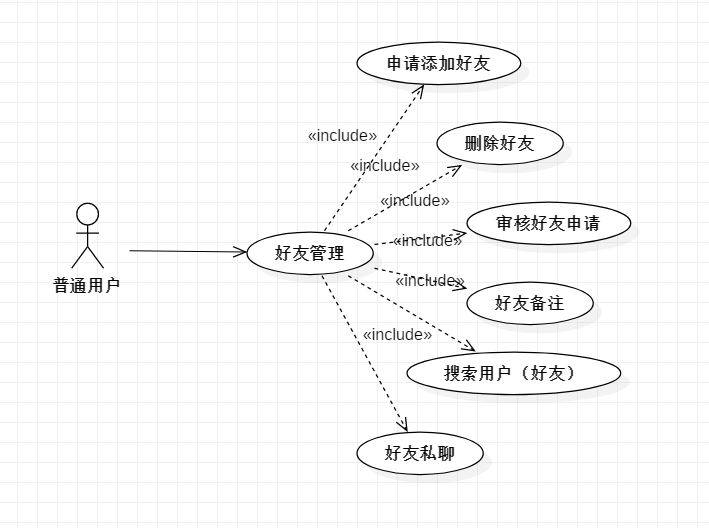 申请添加好友
«include»
删除好友
«include»
«include»
审核好友申请
«include»
好友管理
普通用户
«include»
好友备注
«include»
搜索用户（好友）
好友私聊